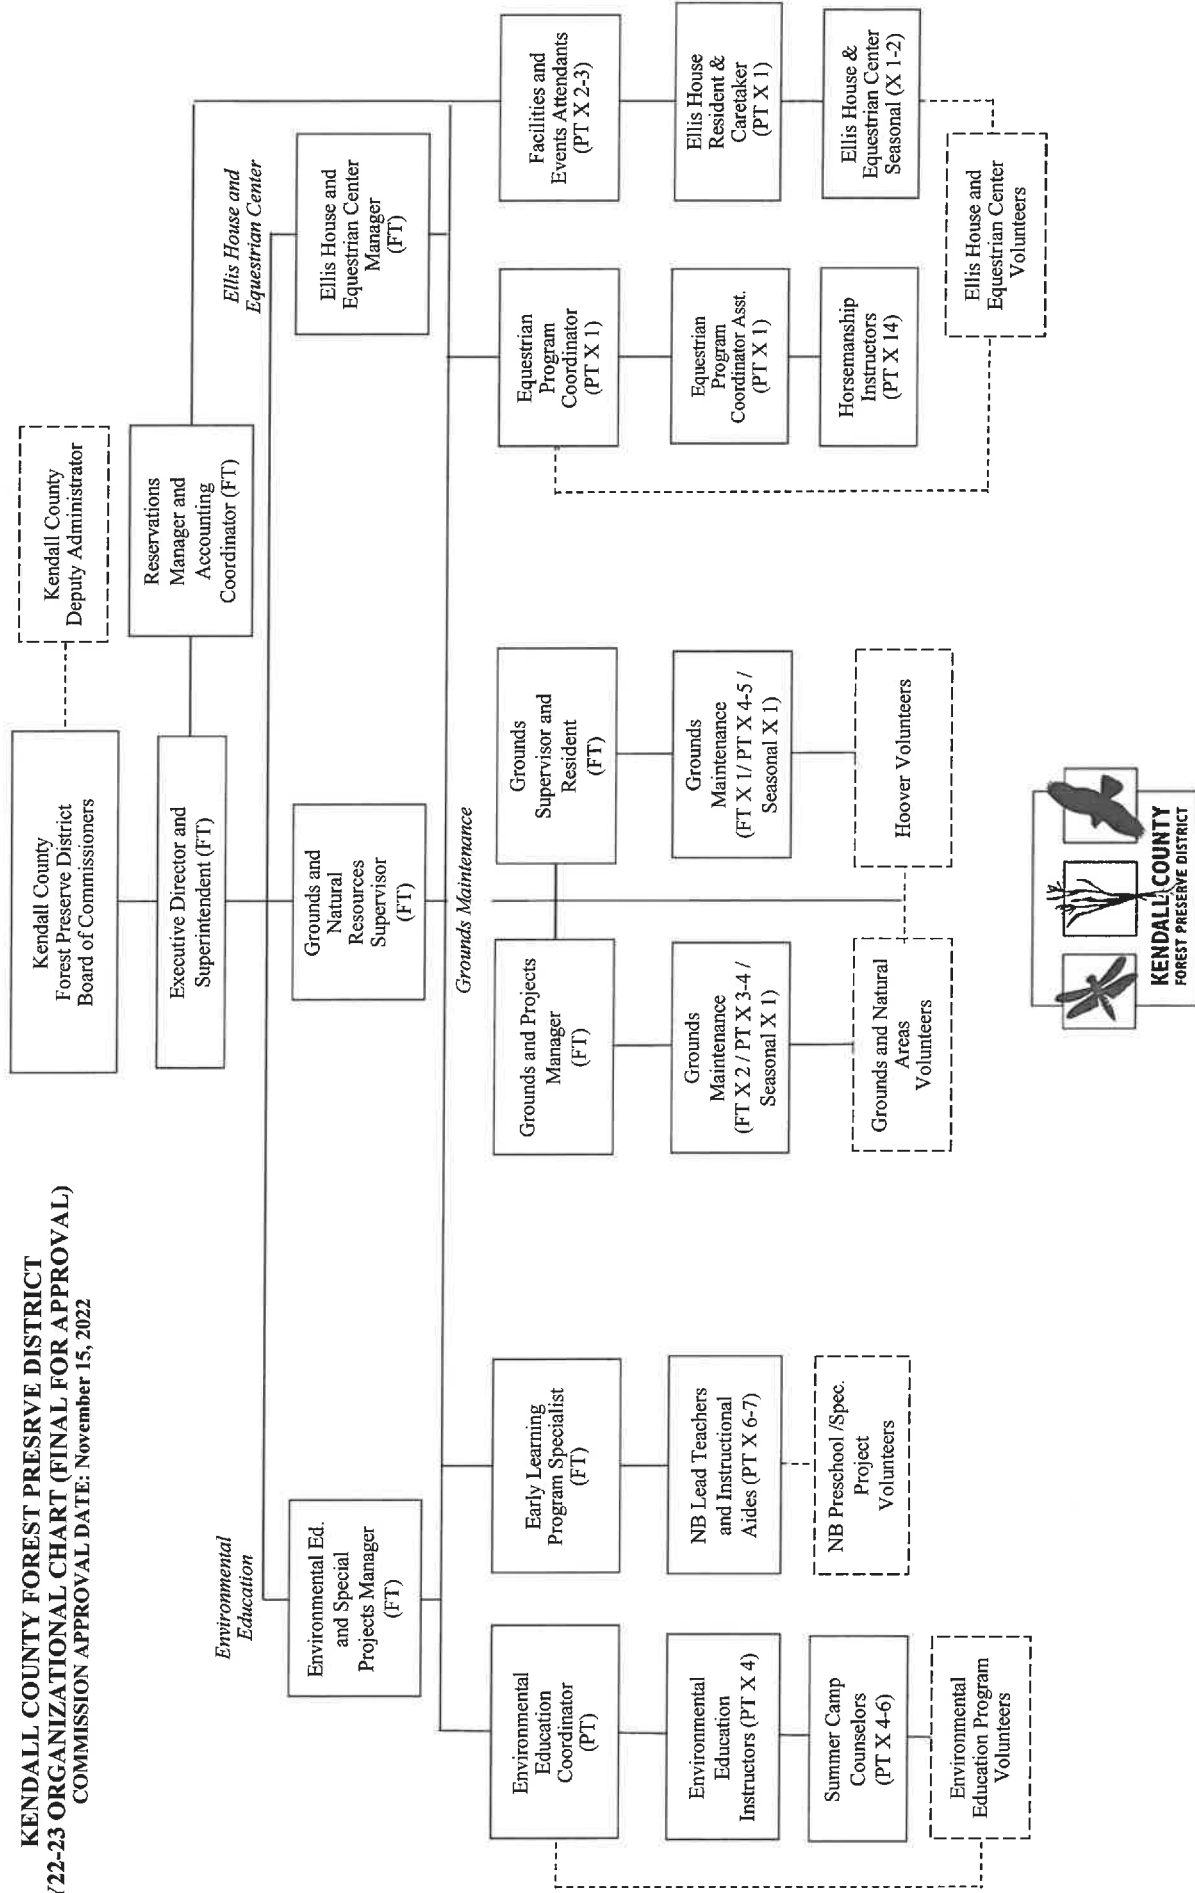 KENDALL COUNTY FOREST PRESRVE DISTRICT
Y22-23 ORGANIZATIONAL CHART (FINAL FOR APPROVAL)
COMMISSION APPROVAL DATE: November 15, 2022
Kendall County
Forest Preserve District
Board of Commissioners
Kendall County
Deputy Administrator
Executive Director and
Superintendent (FT)
Reservations
Manager and
Accounting
Coordinator (FT)
Environmental
Education
Ellis House and
Equestrian Center
Environmental Ed.
and Special
Projects Manager
(FT)
Grounds and
Natural
Resources
Supervisor
(FT)
Ellis House and
Equestrian Center
Manager
(FT)
Grounds Maintenance
Environmental
Education
Coordinator
(PT)
Early Learning
Program Specialist
(FT)
Grounds and Projects
Manager
(FT)
Grounds
Supervisor and
Resident
(FT)
Equestrian
Program
Coordinator
(PT X 1)
Facilities and
Events Attendants
(PT X 2-3)
Environmental
Education
Instructors (PT X 4)
NB Lead Teachers
and Instructional
Aides (PT X 6-7)
Grounds
Maintenance
(FT X 2 / PT X 3-4 /
Seasonal X 1)
Grounds
Maintenance
(FT X 1/ PT X 4-5 /
Seasonal X 1)
Equestrian
Program
Coordinator Asst.
(PT X 1)
Ellis House
Resident &
Caretaker
(PT X 1)
Summer Camp
Counselors
(PT X 4-6)
NB Preschool /Spec.
Project
Volunteers
Grounds and Natural
Areas
Volunteers
Hoover Volunteers
Horsemanship
Instructors
(PT X 14)
Ellis House &
Equestrian Center
Seasonal (X 1-2)
Environmental
Education Program
Volunteers
Ellis House and
Equestrian Center
Volunteers
KENDALL COUNTY
FOREST PRESERVE DISTRICT